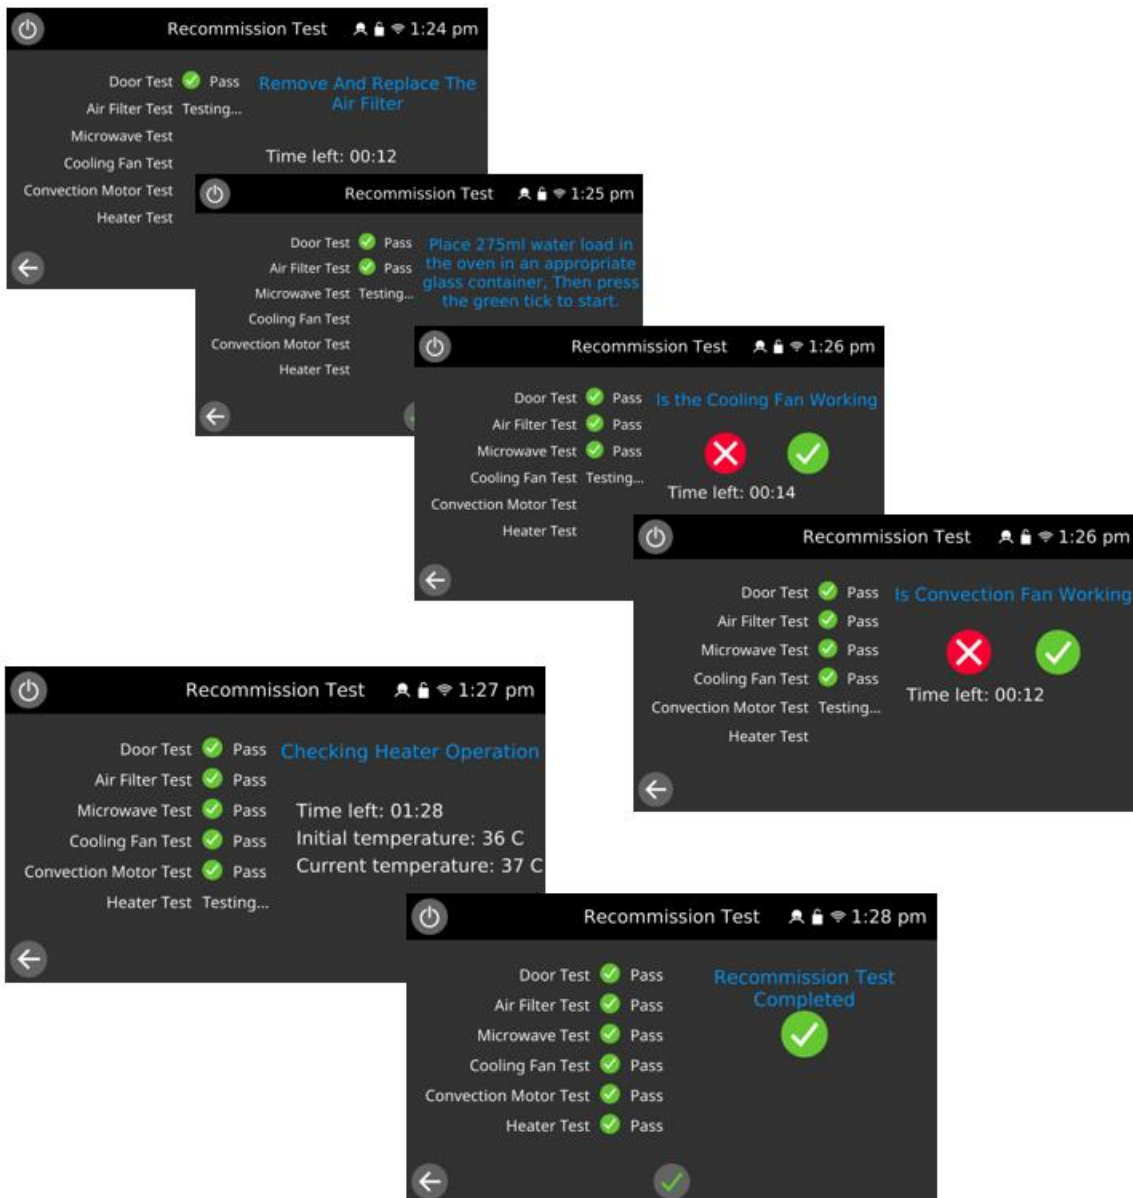 Recommission Test 1:24 pm
Door Test Pass
Air Filter Test Testing...
Microwave Test
Cooling Fan Test
Convection Motor Test
Heater Test
Remove And Replace The
Air Filter
Time left: 00:12
Recommission Test 1:25 pm
Door Test Pass
Air Filter Test Pass
Microwave Test Testing...
Cooling Fan Test
Convection Motor Test
Heater Test
Place 275ml water load in
the oven in an appropriate
glass container, Then press
the green tick to start.
Recommission Test 1:26 pm
Door Test Pass
Air Filter Test Pass
Microwave Test Pass
Cooling Fan Test Testing...
Convection Motor Test
Heater Test
Is the Cooling Fan Working
Time left: 00:14
Recommission Test 1:26 pm
Door Test Pass
Air Filter Test Pass
Microwave Test Pass
Cooling Fan Test Pass
Convection Motor Test Testing...
Heater Test
Is Convection Fan Working
Time left: 00:12
Recommission Test 1:27 pm
Door Test Pass
Air Filter Test Pass
Microwave Test Pass
Cooling Fan Test Pass
Convection Motor Test Pass
Heater Test Testing...
Checking Heater Operation
Time left: 01:28
Initial temperature: 36 C
Current temperature: 37 C
Recommission Test 1:28 pm
Door Test Pass
Air Filter Test Pass
Microwave Test Pass
Cooling Fan Test Pass
Convection Motor Test Pass
Heater Test Pass
Recommission Test
Completed